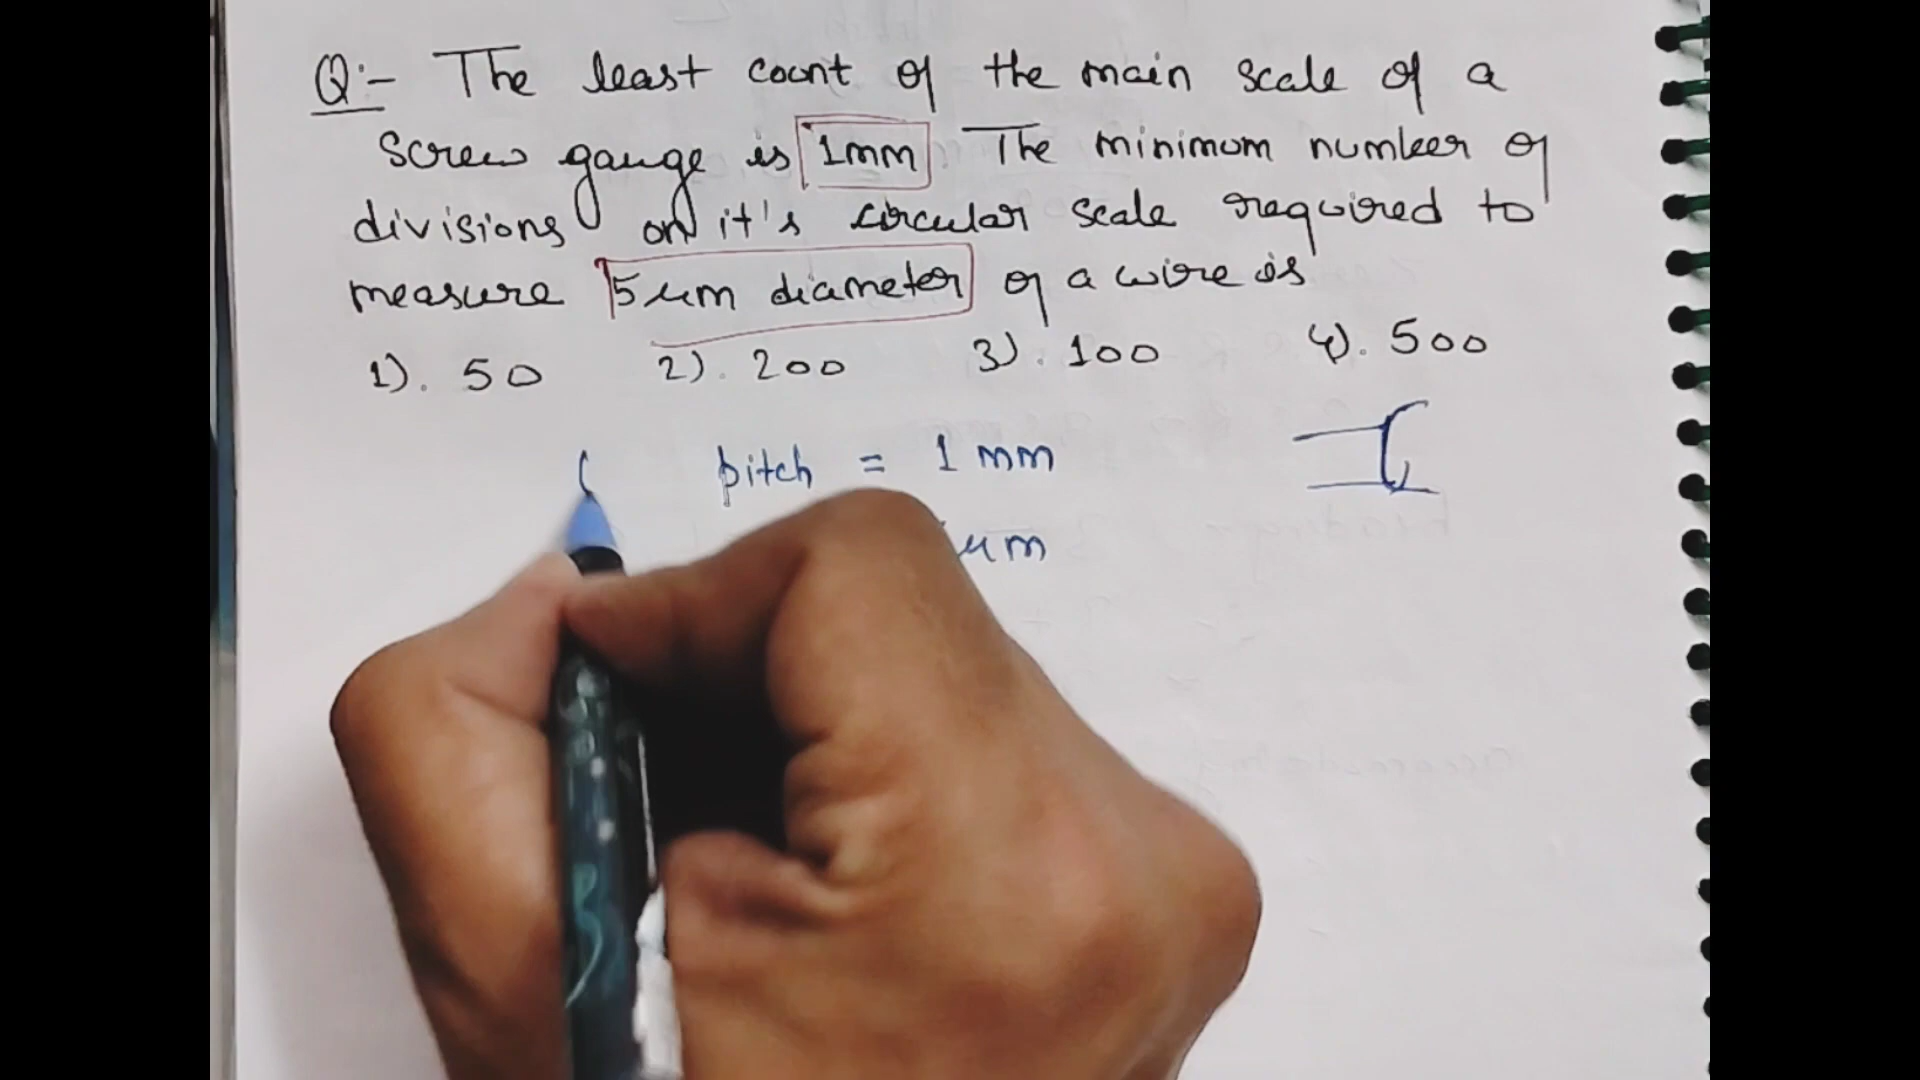 Q:- The least count of the main scale of a
screw gauge is 1mm. The minimum number of
divisions on it's circular scale required to
measure 5 μm diameter of a wire is
1). 50 2). 200 3). 100 4). 500
pitch = 1 mm
μm